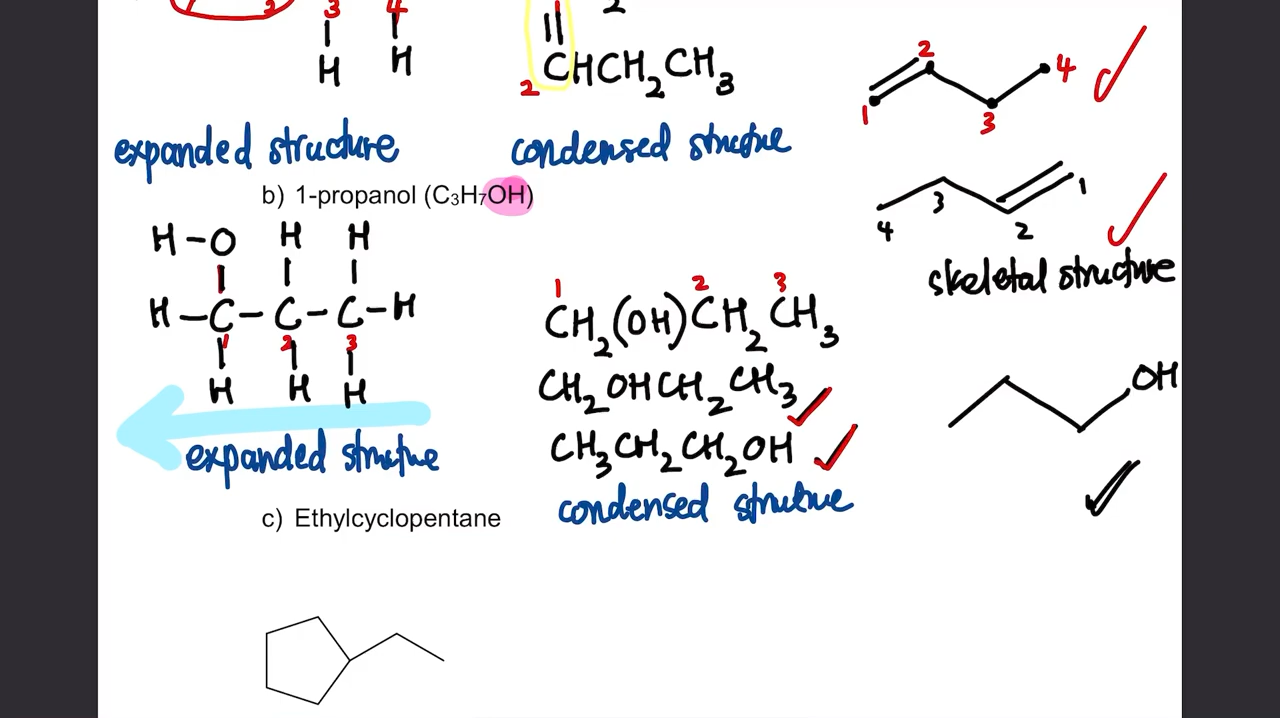 3 4
H H
CHCH₂CH₃
2
2
1 2 3 4
expanded structure
condensed structure
b) 1-propanol (C₃H₇OH)
4 3 2 1
skeletal structure
H-O H H
H-C-C-C-H
1 2 3
H H H
expanded structure
1 2 3
CH₂(OH)CH₂CH₃
CH₂OHCH₂CH₃
CH₃CH₂CH₂OH
condensed structure
OH
c) Ethylcyclopentane